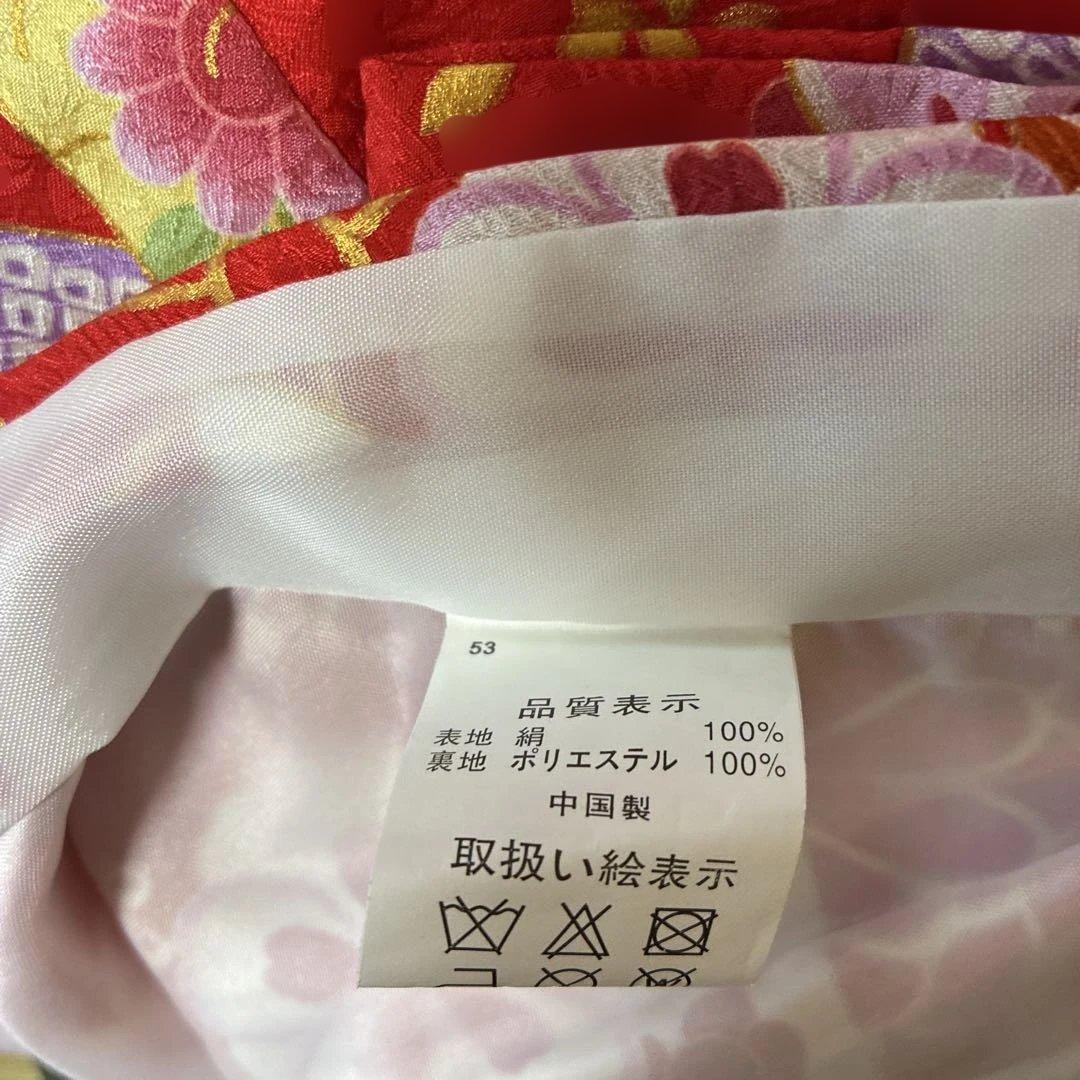 53
品質表示
表地 絹 100%
裏地 ポリエステル 100%
中国製
取扱い絵表示